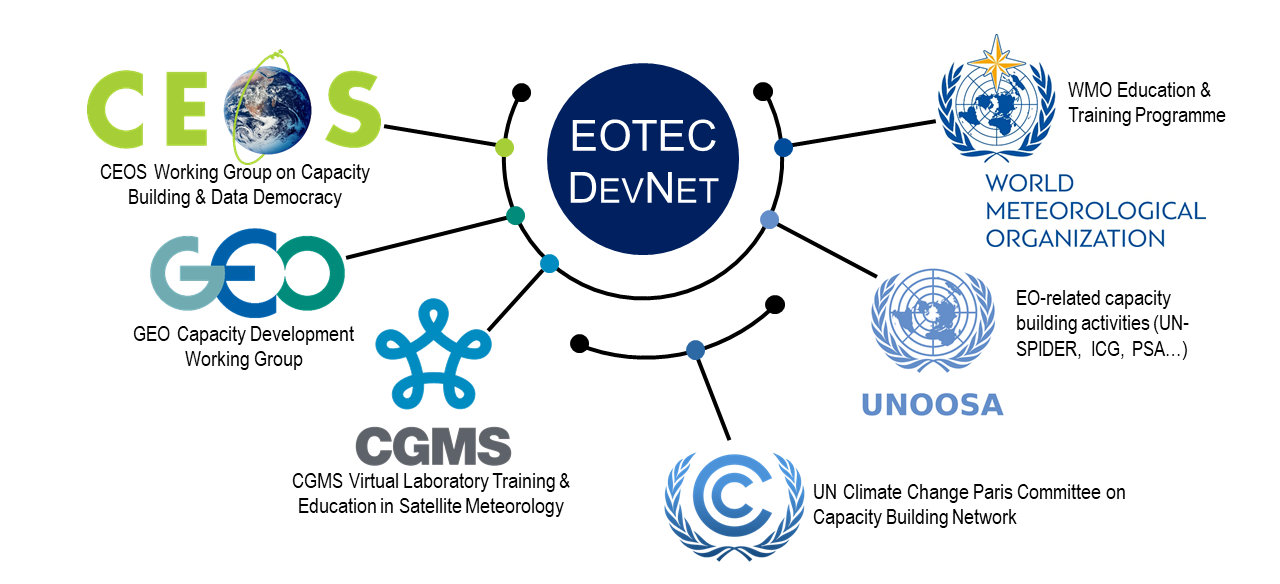 CEOS
CEOS Working Group on Capacity
Building & Data Democracy
GEO
GEO Capacity Development
Working Group
CGMS
CGMS Virtual Laboratory Training &
Education in Satellite Meteorology
EOTEC
DEVNET
WMO Education &
Training Programme
WORLD
METEOROLOGICAL
ORGANIZATION
EO-related capacity
building activities (UN-
SPIDER, ICG, PSA…)
UNOOSA
UN Climate Change Paris Committee on
Capacity Building Network